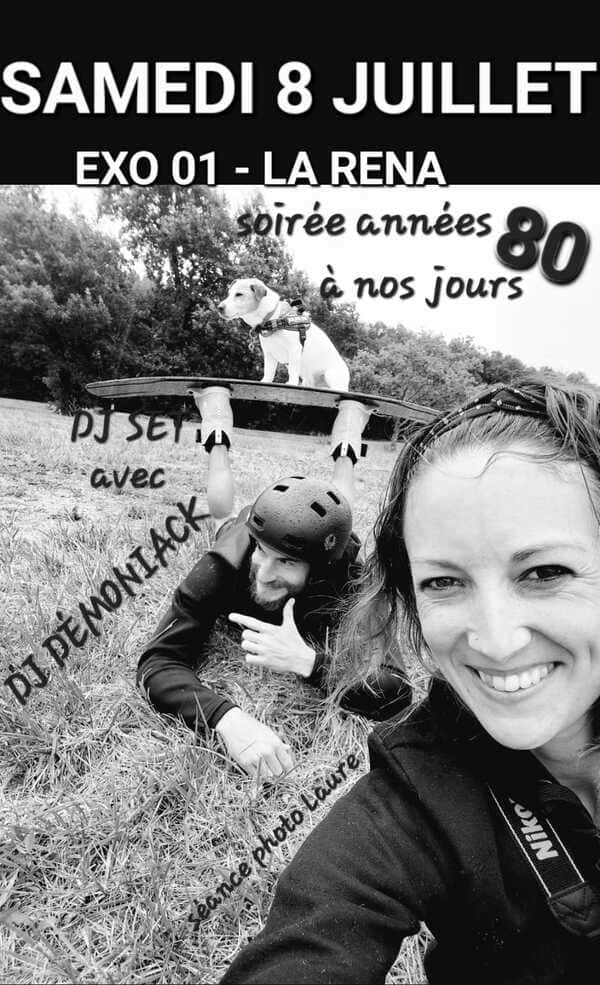 SAMEDI 8 JUILLET
EXO 01 - LA RENA
soirée années 80
à nos jours
DJ SET
avec
DJ DÉMONIACK
séance photo Laure
Nikon